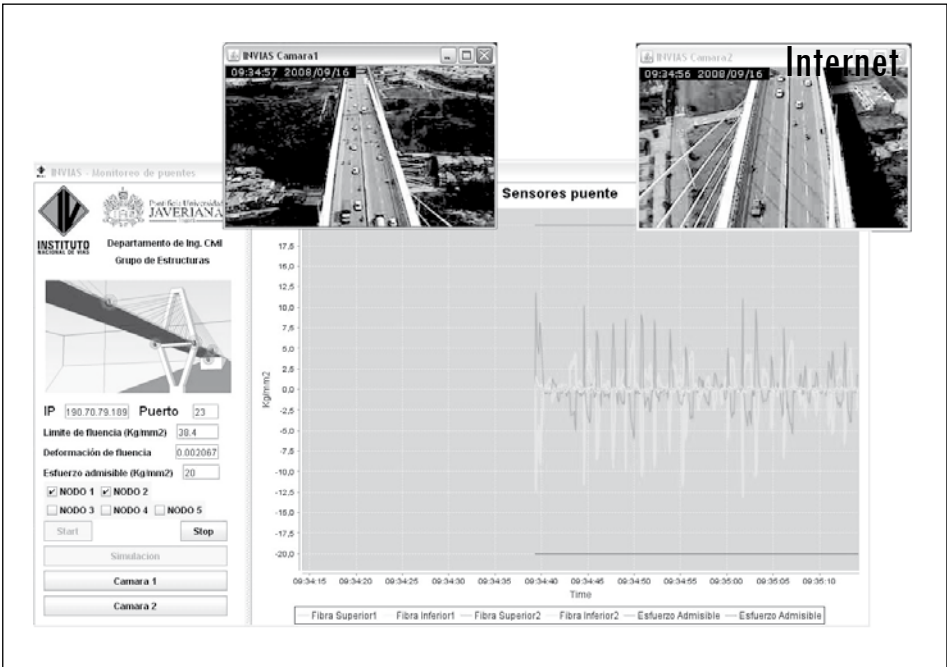 INVIAS Camara1
09:34:57 2008/09/16
INVIAS Camara2
Internet
09:34:56 2008/09/16
INVIAS - Monitoreo de puentes
Pontificia Universidad
JAVERIANA
INSTITUTO
NACIONAL DE VIAS
Departamento de Ing. Civil
Grupo de Estructuras
IP 190.70.79.189 Puerto 23
Limite de fluencia (Kg/mm2) 38.4
Deformación de fluencia 0.002067
Esfuerzo admisible (Kg/mm2) 20
NODO 1 NODO 2
NODO 3 NODO 4 NODO 5
Start Stop
Simulacion
Camara 1
Camara 2
Sensores puente
17,5
15,0
12,5
10,0
7,5
5,0
2,5
0,0
-2,5
-5,0
-7,5
-10,0
-12,5
-15,0
-17,5
-20,0
Kg/mm2
09:34:15 09:34:20 09:34:25 09:34:30 09:34:35 09:34:40 09:34:45 09:34:50 09:34:55 09:35:00 09:35:05 09:35:10
Time
Fibra Superior1 Fibra Inferior1 Fibra Superior2 Fibra Inferior2 Esfuerzo Admisible Esfuerzo Admisible